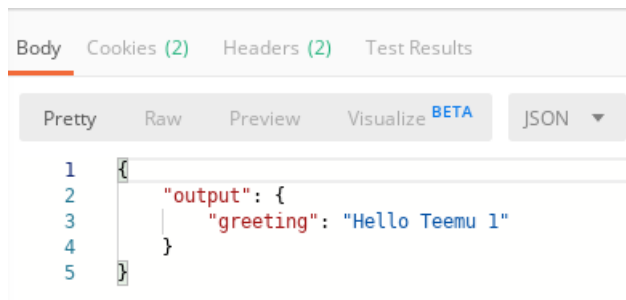 Body Cookies (2) Headers (2) Test Results
Pretty Raw Preview Visualize BETA JSON
1 {
2 "output": {
3 "greeting": "Hello Teemu 1"
4 }
5 }